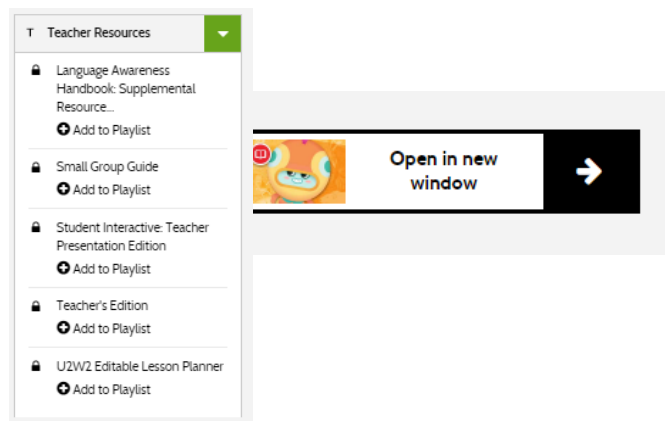 T Teacher Resources
Language Awareness
Handbook: Supplemental
Resource...
Add to Playlist
Small Group Guide
Add to Playlist
Student Interactive: Teacher
Presentation Edition
Add to Playlist
Teacher's Edition
Add to Playlist
U2W2 Editable Lesson Planner
Add to Playlist
Open in new
window